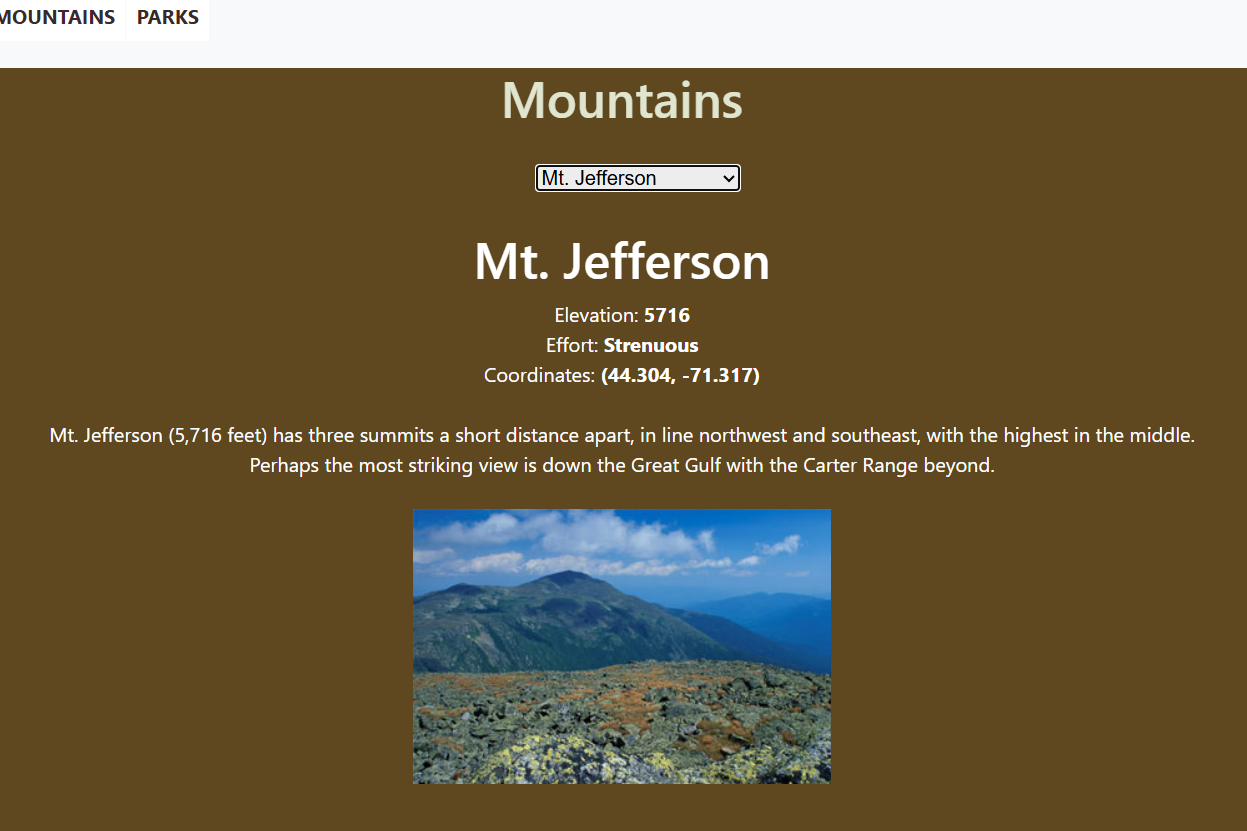 MOUNTAINS PARKS
Mountains
Mt. Jefferson
Mt. Jefferson
Elevation: 5716
Effort: Strenuous
Coordinates: (44.304, -71.317)
Mt. Jefferson (5,716 feet) has three summits a short distance apart, in line northwest and southeast, with the highest in the middle.
Perhaps the most striking view is down the Great Gulf with the Carter Range beyond.